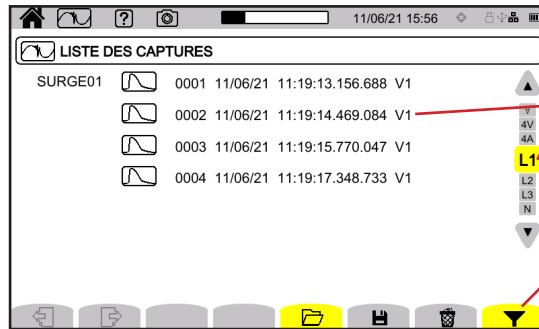 ? 11/06/21 15:56
LISTE DES CAPTURES
SURGE01 0001 11/06/21 11:19:13.156.688 V1
0002 11/06/21 11:19:14.469.084 V1
0003 11/06/21 11:19:15.770.047 V1
0004 11/06/21 11:19:17.348.733 V1
∀
4V
4A
L1
L2
L3
N